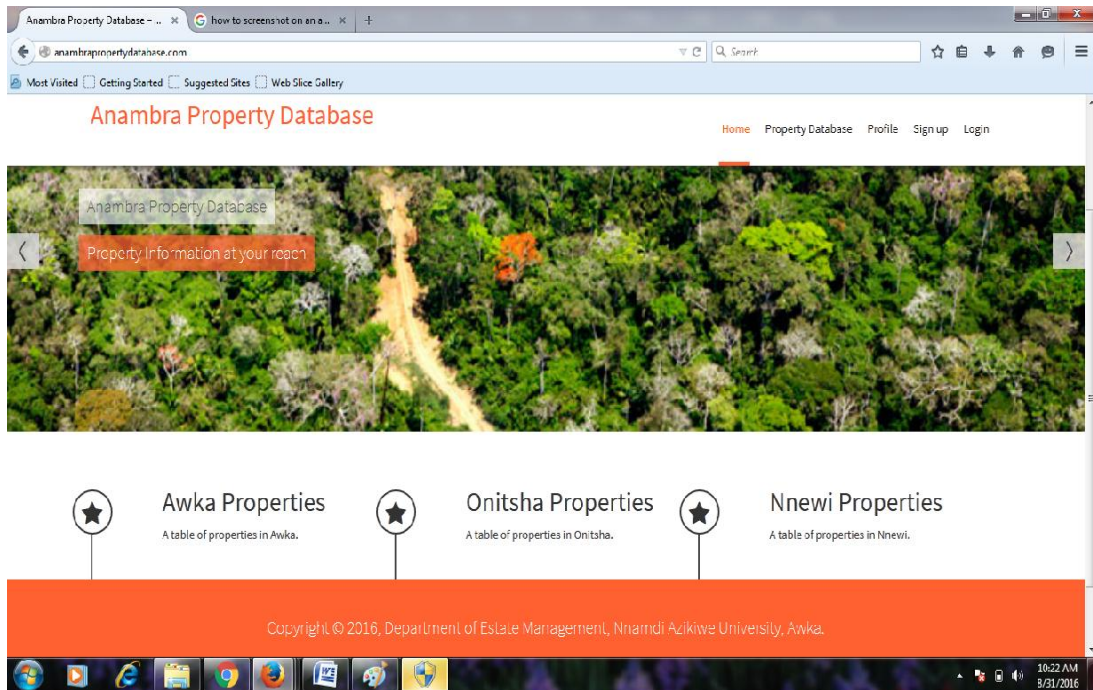 Anambra Property Database – ...
how to screenshot on an a...
anambrapropertydatabase.com
Search
Most Visited Getting Started Suggested Sites Web Slice Gallery
Anambra Property Database
Home Property Database Profile Sign up Login
Anambra Property Database
Property Information at your reach
Awka Properties
A table of properties in Awka.
Onitsha Properties
A table of properties in Onitsha.
Nnewi Properties
A table of properties in Nnewi.
Copyright © 2016, Department of Estate Management, Nnamdi Azikiwe University, Awka.
10:22 AM
8/31/2016